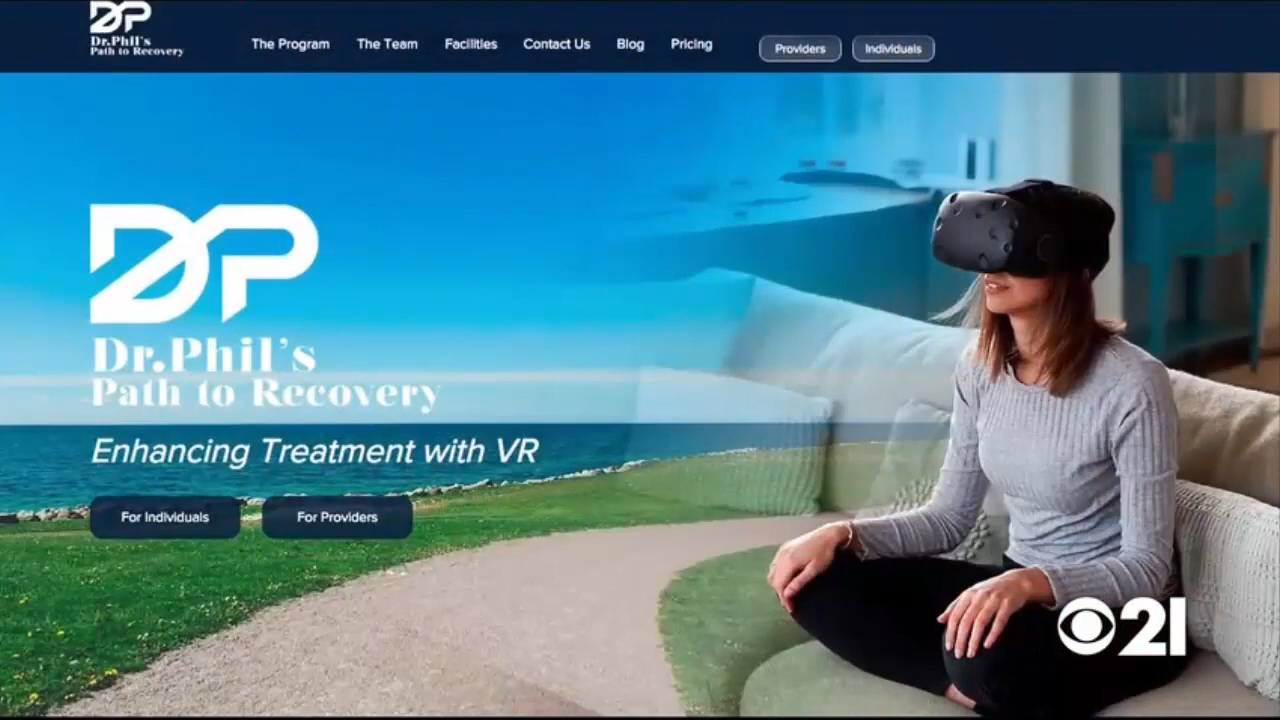 DP
Dr.Phil's
Path to Recovery
The Program
The Team
Facilities
Contact Us
Blog
Pricing
Providers
Individuals
DP
Dr.Phil's
Path to Recovery
Enhancing Treatment with VR
For Individuals
For Providers
21